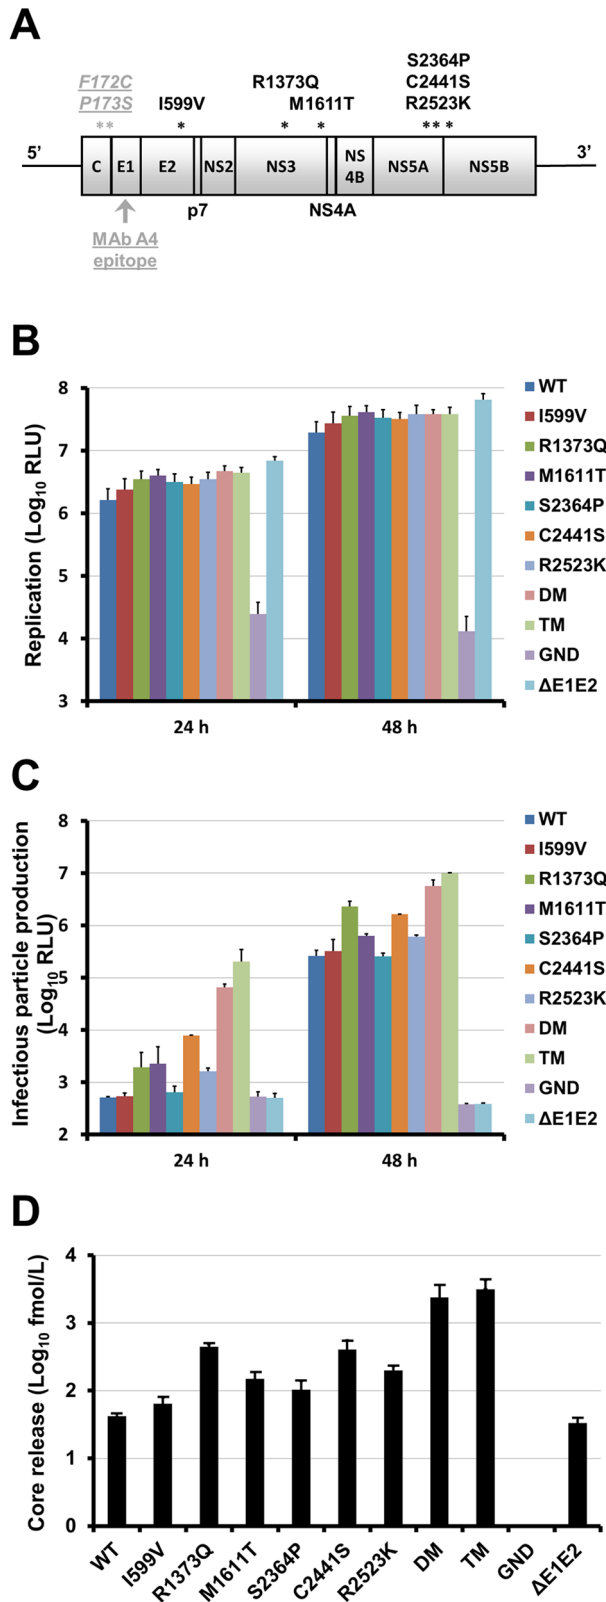 A
F172C
P173S
I599V
R1373Q
M1611T
S2364P
C2441S
R2523K
* * * * * * * *
5'
C
E1
E2
NS2
NS3
NS
4B
NS5A
NS5B
3'
p7
NS4A
MAb A4
epitope
B
Replication (Log10 RLU)
8
7
6
5
4
3
24 h
48 h
WT
I599V
R1373Q
M1611T
S2364P
C2441S
R2523K
DM
TM
GND
ΔE1E2
C
Infectious particle production
(Log10 RLU)
8
7
6
5
4
3
2
24 h
48 h
WT
I599V
R1373Q
M1611T
S2364P
C2441S
R2523K
DM
TM
GND
ΔE1E2
D
Core release (Log10 fmol/L)
4
3
2
1
0
WT
I599V
R1373Q
M1611T
S2364P
C2441S
R2523K
DM
TM
GND
ΔE1E2